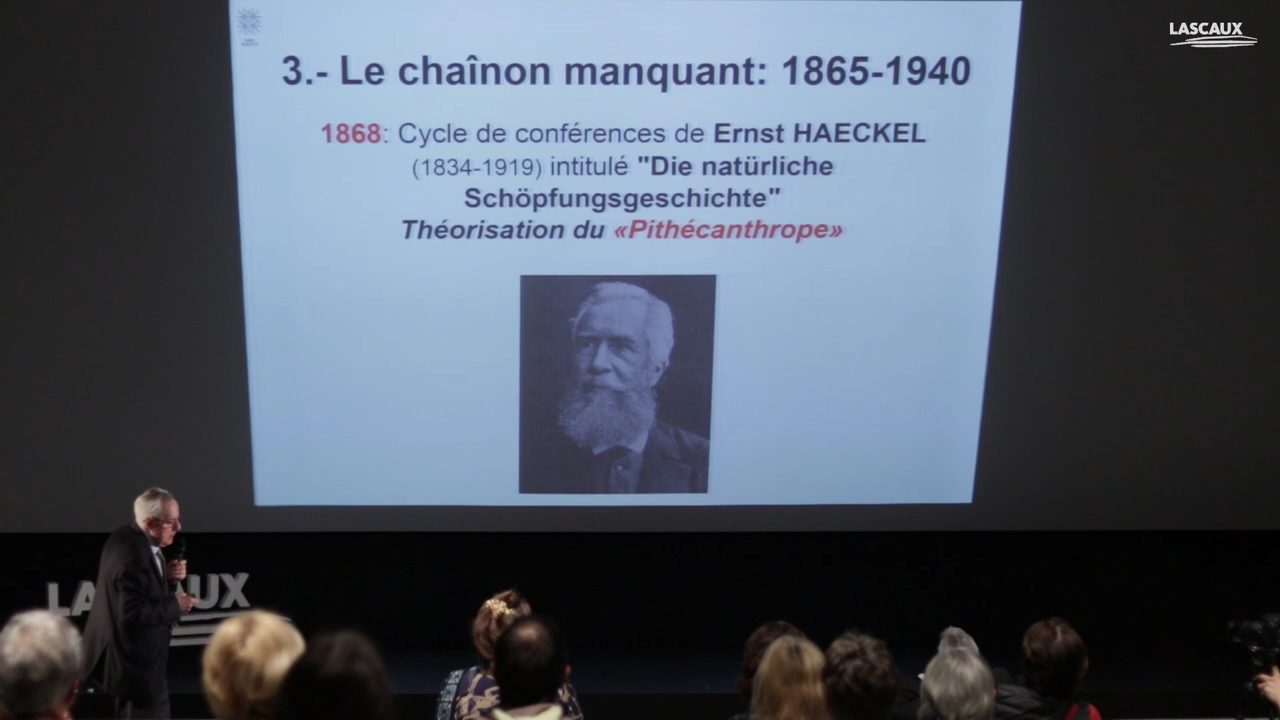 LASCAUX
3.- Le chaînon manquant: 1865-1940
1868: Cycle de conférences de Ernst HAECKEL
(1834-1919) intitulé "Die natürliche
Schöpfungsgeschichte"
Théorisation du «Pithécanthrope»